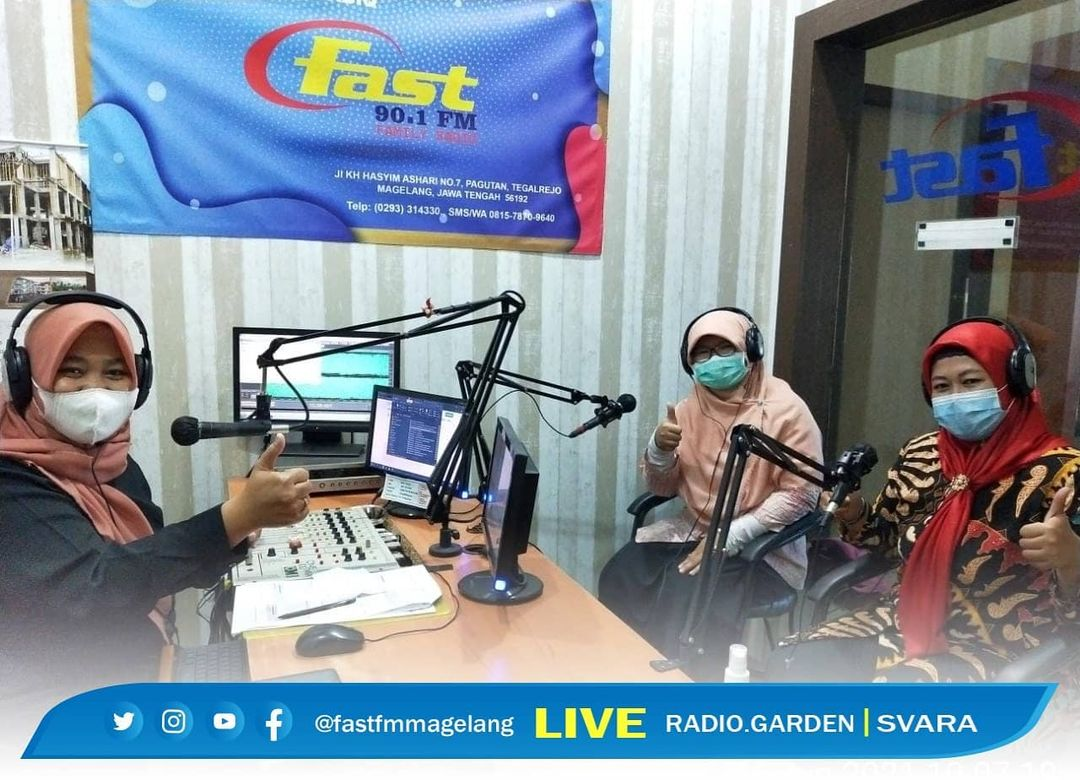 fast
90.1 FM
FAMILY RADIO
Jl KH HASYIM ASHARI NO.7, PAGUTAN, TEGALREJO
MAGELANG, JAWA TENGAH 56192
Telp: (0293) 314330, SMS/WA 0815-7870-9640
fast
@fastfmmagelang LIVE RADIO.GARDEN | SVARA